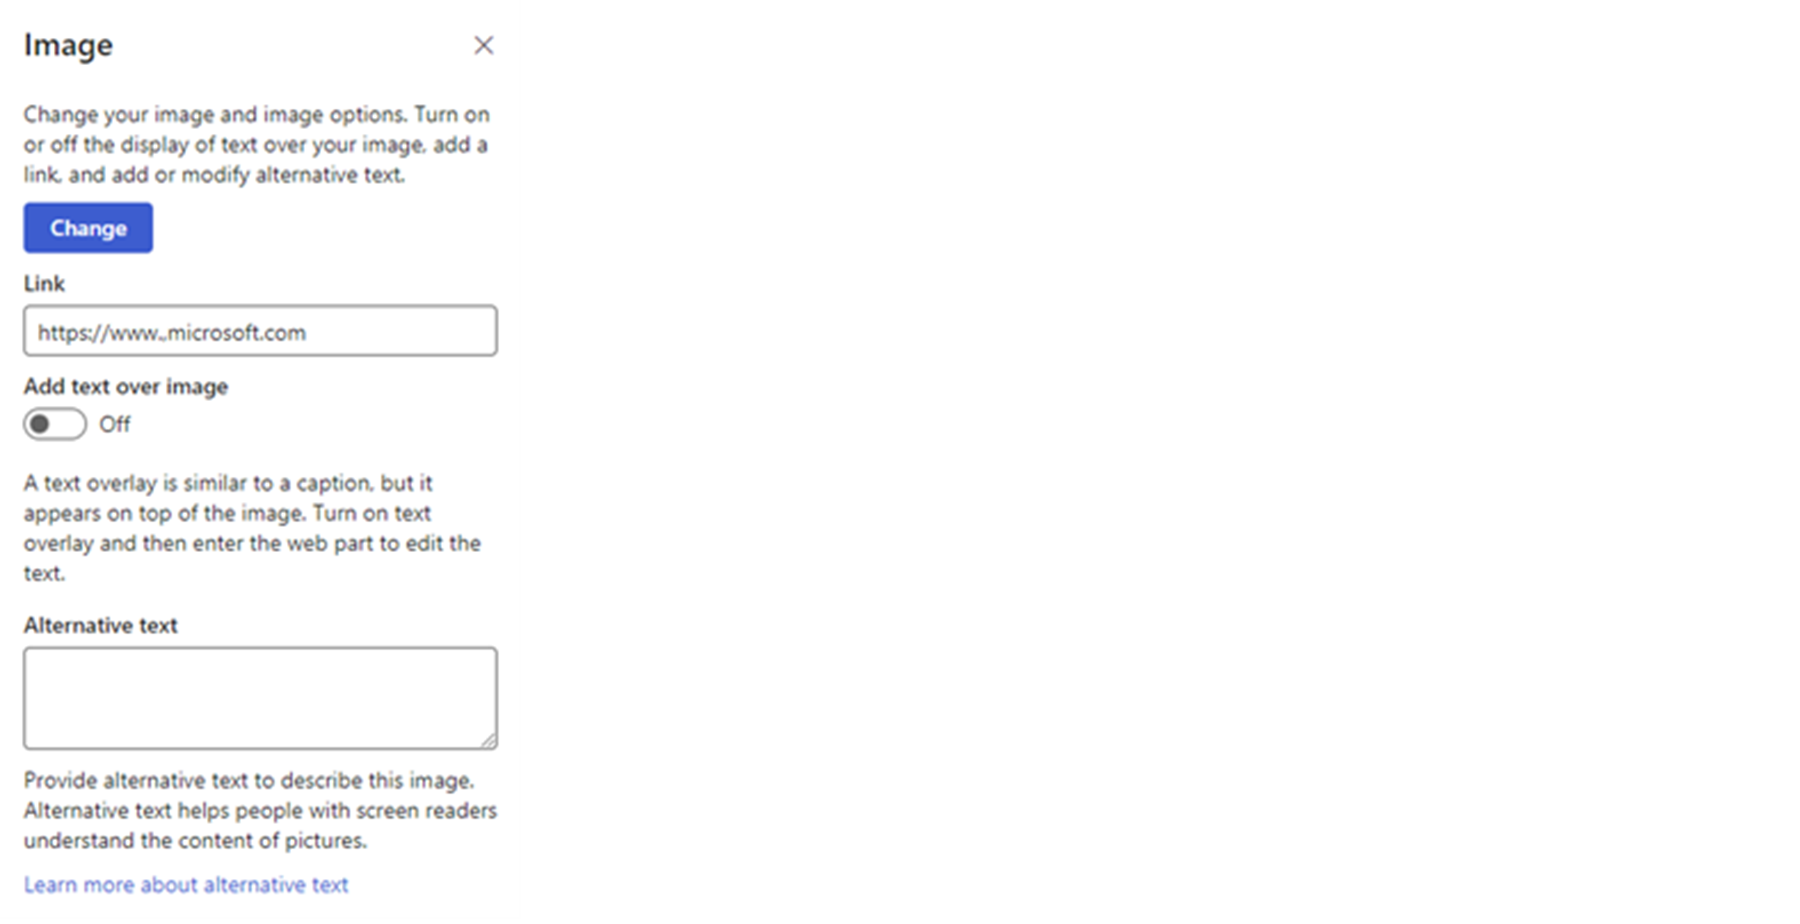 Image
Change your image and image options. Turn on
or off the display of text over your image, add a
link, and add or modify alternative text.
Change
Link
https://www..microsoft.com
Add text over image
Off
A text overlay is similar to a caption, but it
appears on top of the image. Turn on text
overlay and then enter the web part to edit the
text.
Alternative text
Provide alternative text to describe this image.
Alternative text helps people with screen readers
understand the content of pictures.
Learn more about alternative text